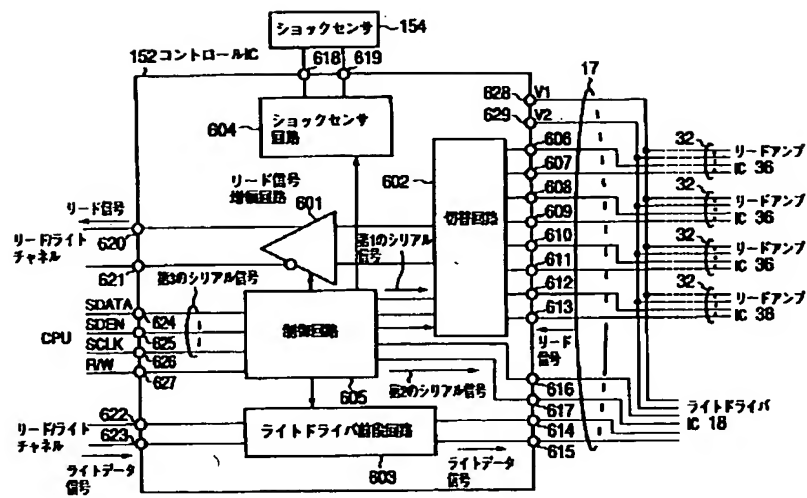 ショックセンサ
154
152 コントロールIC
618
619
17
ショックセンサ
回路
604
628
V1
629
V2
606
607
608
609
610
611
612
613
32
リードアンプ
IC 36
32
リードアンプ
IC 36
32
リードアンプ
IC 36
32
リードアンプ
IC 36
602
切替回路
リード信号
増幅回路
601
リード信号
620
リード/ライト
チャネル
621
第1のシリアル
信号
第3のシリアル信号
SDATA
624
SDEN
625
CPU
SCLK
626
R/W
627
制御回路
605
リード
信号
第2のシリアル信号
616
617
614
615
ライトドライバ
IC 18
622
リード/ライト
チャネル
623
ライトデータ
信号
603
ライトデータ
信号